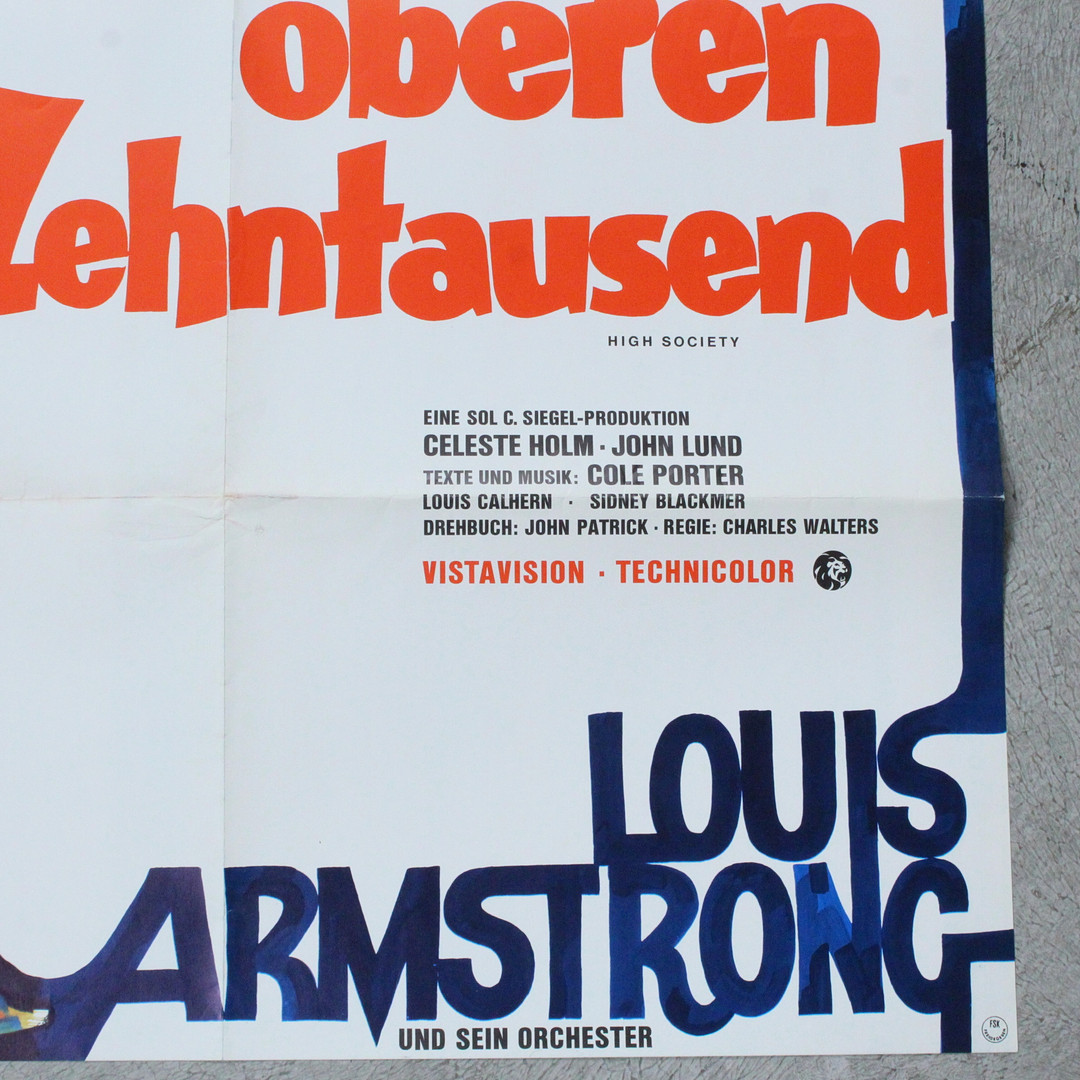 oberen
Zehntausend
HIGH SOCIETY
EINE SOL C. SIEGEL-PRODUKTION
CELESTE HOLM · JOHN LUND
TEXTE UND MUSIK: COLE PORTER
LOUIS CALHERN · SIDNEY BLACKMER
DREHBUCH: JOHN PATRICK · REGIE: CHARLES WALTERS
VISTAVISION · TECHNICOLOR
LOUIS
ARMSTRONG
UND SEIN ORCHESTER
FSK